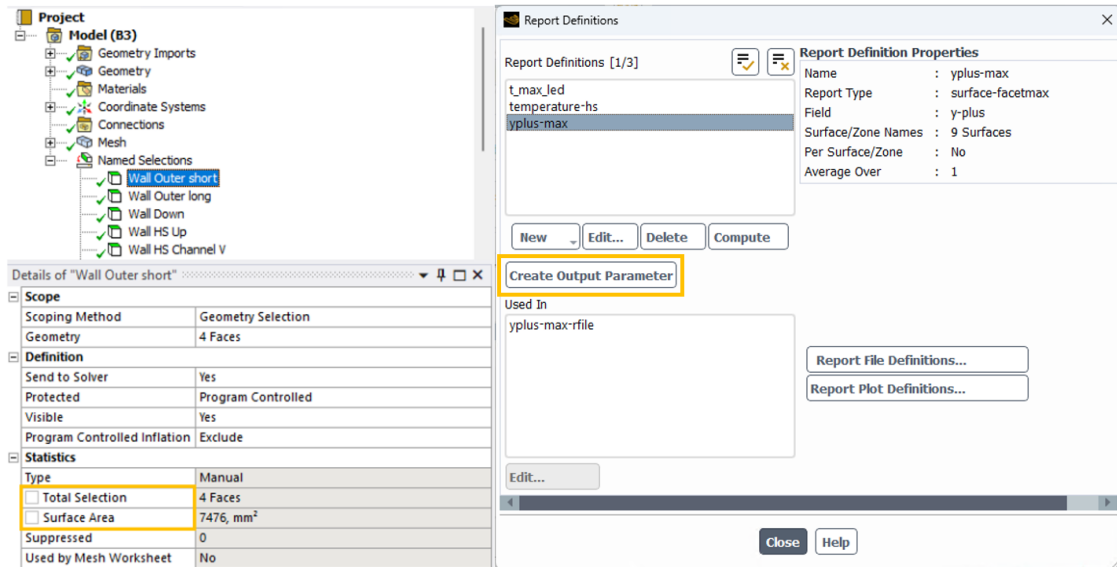 Project
Model (B3)
Geometry Imports
Geometry
Materials
Coordinate Systems
Connections
Mesh
Named Selections
Wall Outer short
Wall Outer long
Wall Down
Wall HS Up
Wall HS Channel V
Details of "Wall Outer short"
Scope
Scoping Method Geometry Selection
Geometry 4 Faces
Definition
Send to Solver Yes
Protected Program Controlled
Visible Yes
Program Controlled Inflation Exclude
Statistics
Type Manual
Total Selection 4 Faces
Surface Area 7476, mm²
Suppressed 0
Used by Mesh Worksheet No
Report Definitions
Report Definitions [1/3]
t_max_led
temperature-hs
yplus-max
New Edit... Delete Compute
Create Output Parameter
Used In
yplus-max-rfile
Edit...
Report Definition Properties
Name : yplus-max
Report Type : surface-facetmax
Field : y-plus
Surface/Zone Names : 9 Surfaces
Per Surface/Zone : No
Average Over : 1
Report File Definitions...
Report Plot Definitions...
Close Help